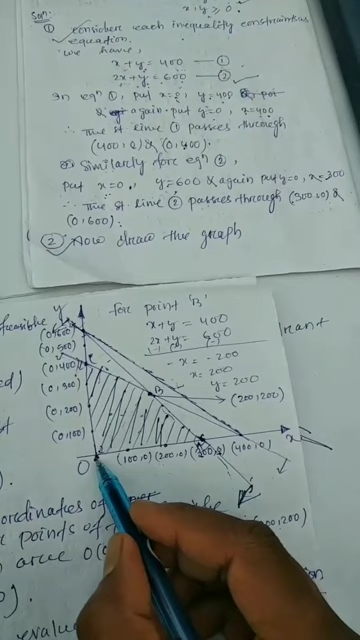 x, y ≥ 0.
Soln:
① consider each inequality constraints as
equation.
we have,
x + y = 400 — ①
2x + y = 600 — ②
In eqn ①, put x = 0, y = 400
& again put y = 0, x = 400
∴ The st line ① passes through
(400, 0) & (0, 400).
Similarly for eqn ②,
put x = 0, y = 600 & again put y = 0, x = 300
∴ The st line ② passes through (300, 0) &
(0, 600).
② Now draw the graph
Y
for point 'B'
(0,600)
x + y = 400
(0,500)
2x + y = 600
(0,400)
- x = - 200
(0,300)
x = 200
y = 200
B
(200,200)
(0,200)
(0,100)
O
(100,0) (200,0) (300,0) (400,0)
x
drant
coordinates of
the
points of
200)
are
evalu